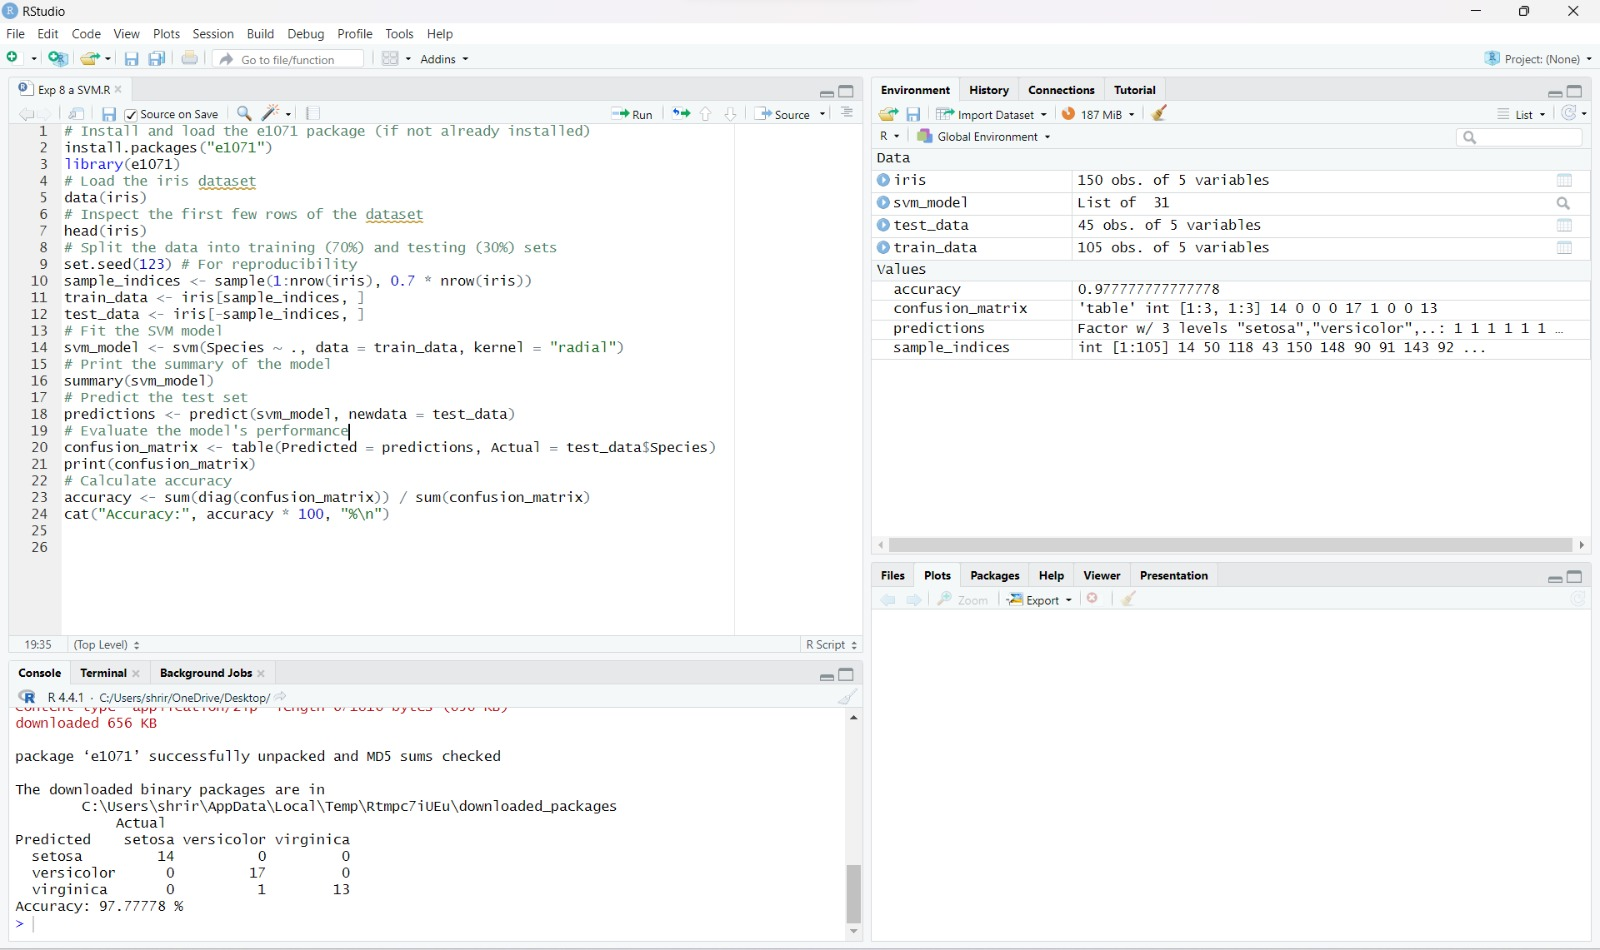 RStudio
File Edit Code View Plots Session Build Debug Profile Tools Help
Go to file/function Addins Project: (None)
Exp 8 a SVM.R
Source on Save Run Source
1 # Install and load the e1071 package (if not already installed)
2 install.packages("e1071")
3 library(e1071)
4 # Load the iris dataset
5 data(iris)
6 # Inspect the first few rows of the dataset
7 head(iris)
8 # Split the data into training (70%) and testing (30%) sets
9 set.seed(123) # For reproducibility
10 sample_indices <- sample(1:nrow(iris), 0.7 * nrow(iris))
11 train_data <- iris[sample_indices, ]
12 test_data <- iris[-sample_indices, ]
13 # Fit the SVM model
14 svm_model <- svm(Species ~ ., data = train_data, kernel = "radial")
15 # Print the summary of the model
16 summary(svm_model)
17 # Predict the test set
18 predictions <- predict(svm_model, newdata = test_data)
19 # Evaluate the model's performance
20 confusion_matrix <- table(Predicted = predictions, Actual = test_data$Species)
21 print(confusion_matrix)
22 # Calculate accuracy
23 accuracy <- sum(diag(confusion_matrix)) / sum(confusion_matrix)
24 cat("Accuracy:", accuracy * 100, "%\n")
25
26
19:35 (Top Level) R Script
Console Terminal Background Jobs
R 4.4.1 · C:/Users/shrir/OneDrive/Desktop/
downloaded 656 KB
package ‘e1071’ successfully unpacked and MD5 sums checked
The downloaded binary packages are in
C:\Users\shrir\AppData\Local\Temp\Rtmpc7iUEu\downloaded_packages
Actual
Predicted setosa versicolor virginica
setosa 14 0 0
versicolor 0 17 0
virginica 0 1 13
Accuracy: 97.77778 %
>
Environment History Connections Tutorial
Import Dataset 187 MiB List
R Global Environment
Data
iris 150 obs. of 5 variables
svm_model List of 31
test_data 45 obs. of 5 variables
train_data 105 obs. of 5 variables
Values
accuracy 0.977777777777778
confusion_matrix 'table' int [1:3, 1:3] 14 0 0 0 17 1 0 0 13
predictions Factor w/ 3 levels "setosa","versicolor",..: 1 1 1 1 1 1 …
sample_indices int [1:105] 14 50 118 43 150 148 90 91 143 92 ...
Files Plots Packages Help Viewer Presentation
Zoom Export